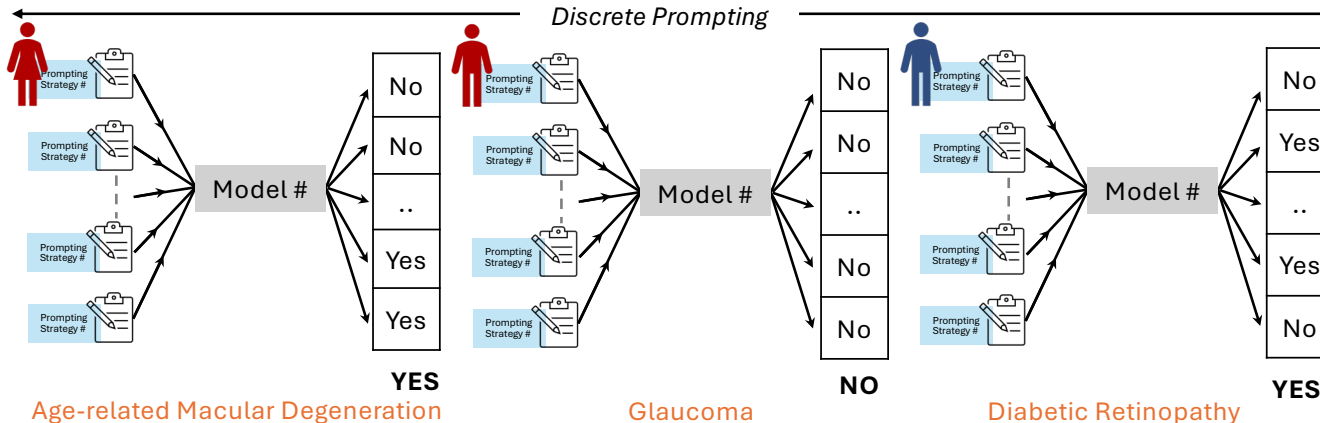 Discrete Prompting
Prompting
Strategy #
Prompting
Strategy #
Prompting
Strategy #
Prompting
Strategy #
Model #
No
No
..
Yes
Yes
YES
Age-related Macular Degeneration
Prompting
Strategy #
Prompting
Strategy #
Prompting
Strategy #
Prompting
Strategy #
Model #
No
No
..
No
No
NO
Glaucoma
Prompting
Strategy #
Prompting
Strategy #
Prompting
Strategy #
Prompting
Strategy #
Model #
No
Yes
..
Yes
No
YES
Diabetic Retinopathy